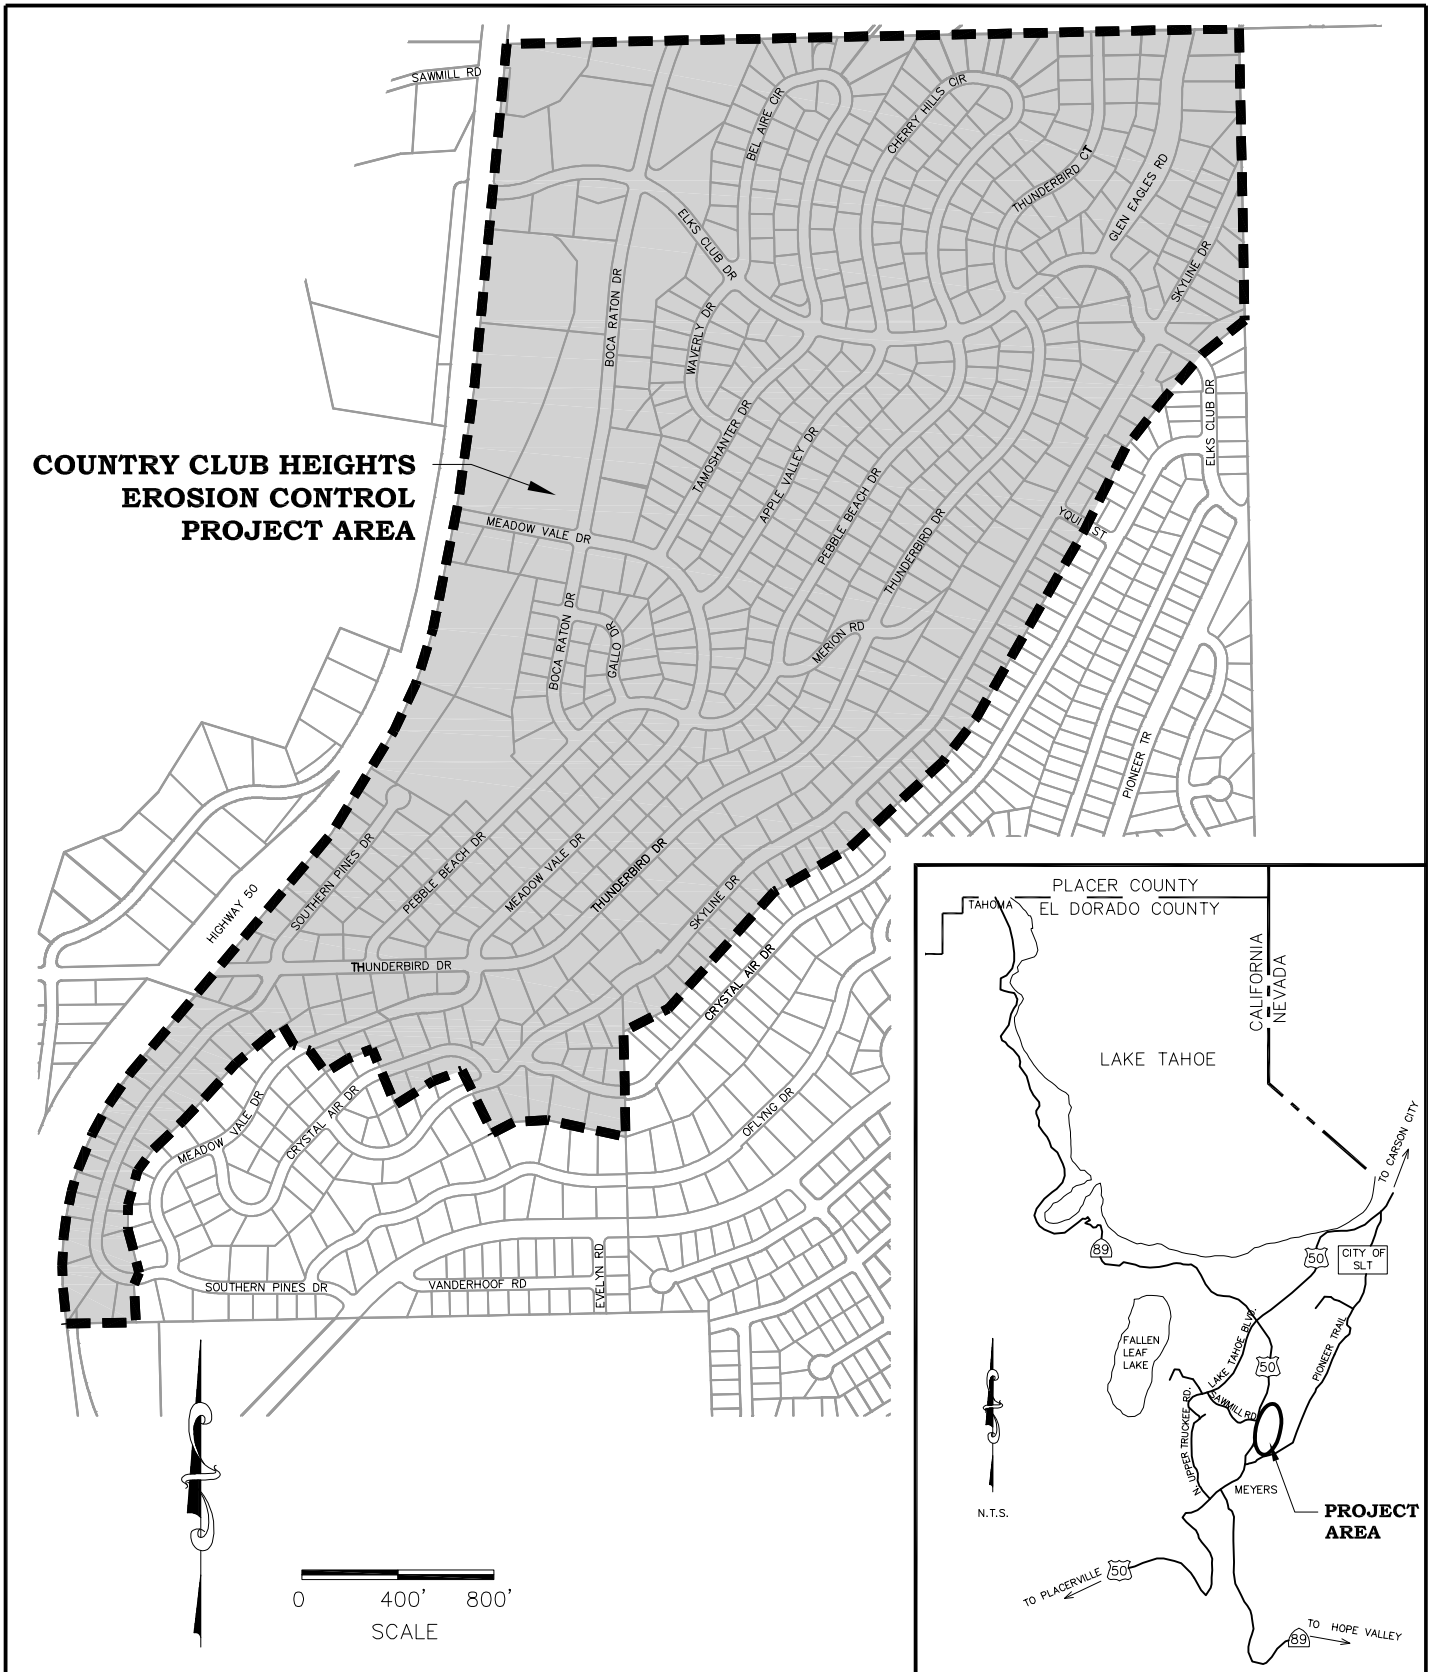 SAWMILL RD
BEL AIRE CIR
CHERRY HILLS CIR
THUNDERBIRD CT
GLEN EAGLES RD
SKYLINE DR
ELKS CLUB DR
BOCA RATON DR
WAVERLY DR
ELKS CLUB DR
TAMOSHANTER DR
APPLE VALLEY DR
PEBBLE BEACH DR
THUNDERBIRD DR
COUNTRY CLUB HEIGHTS
EROSION CONTROL
PROJECT AREA
MEADOW VALE DR
YQUI ST
BOCA RATON DR
GALLO DR
MERION RD
PIONEER TR
SOUTHERN PINES DR
PEBBLE BEACH DR
MEADOW VALE DR
THUNDERBIRD DR
SKYLINE DR
HIGHWAY 50
THUNDERBIRD DR
CRYSTAL AIR DR
MEADOW VALE DR
CRYSTAL AIR DR
OFLYNG DR
SOUTHERN PINES DR
VANDERHOOF RD
EVELYN RD
0 400' 800'
SCALE
PLACER COUNTY
TAHOMA
EL DORADO COUNTY
CALIFORNIA
NEVADA
LAKE TAHOE
TO CARSON CITY
89
50
CITY OF
SLT
FALLEN
LEAF
LAKE
LAKE TAHOE BLVD.
50
PIONEER TRAIL
SAWMILL RD.
N. UPPER TRUCKEE RD.
MEYERS
N.T.S.
PROJECT
AREA
TO PLACERVILLE
50
TO HOPE VALLEY
89